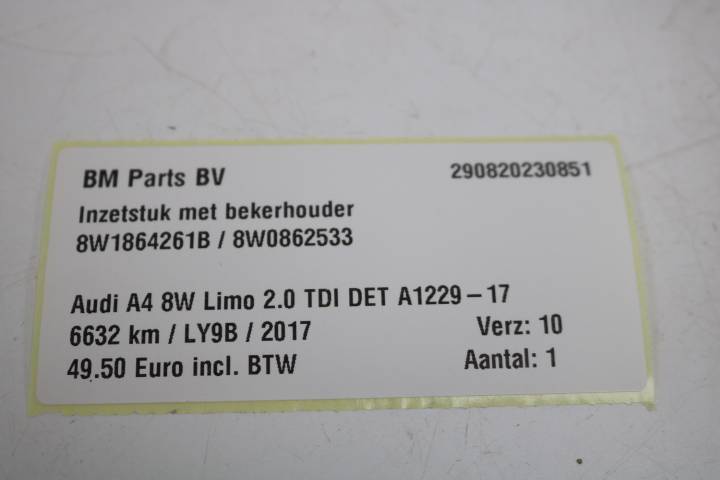 BM Parts BV 290820230851
Inzetstuk met bekerhouder
8W1864261B / 8W0862533
Audi A4 8W Limo 2.0 TDI DET A1229-17
6632 km / LY9B / 2017 Verz: 10
49.50 Euro incl. BTW Aantal: 1